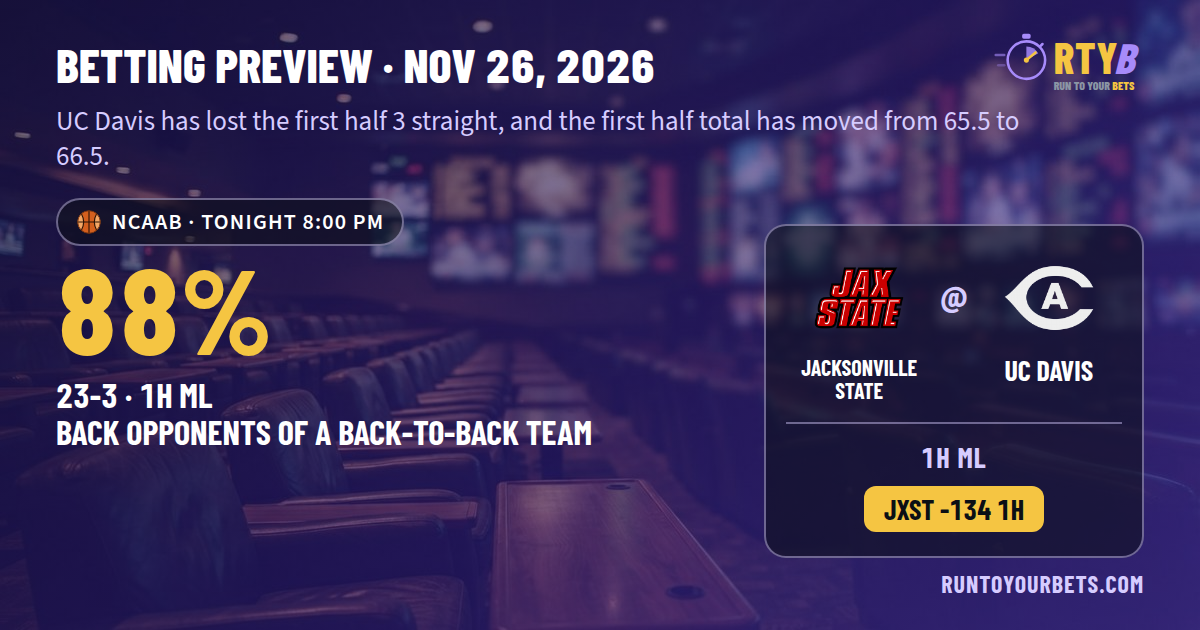 BETTING PREVIEW · NOV 26, 2026
RTYB
RUN TO YOUR BETS
UC Davis has lost the first half 3 straight, and the first half total has moved from 65.5 to
66.5.
NCAAB · TONIGHT 8:00 PM
88%
23-3 · 1H ML
BACK OPPONENTS OF A BACK-TO-BACK TEAM
JAX
STATE
@
CA
JACKSONVILLE
STATE
UC DAVIS
1H ML
JXST -134 1H
RUNTOYOURBETS.COM